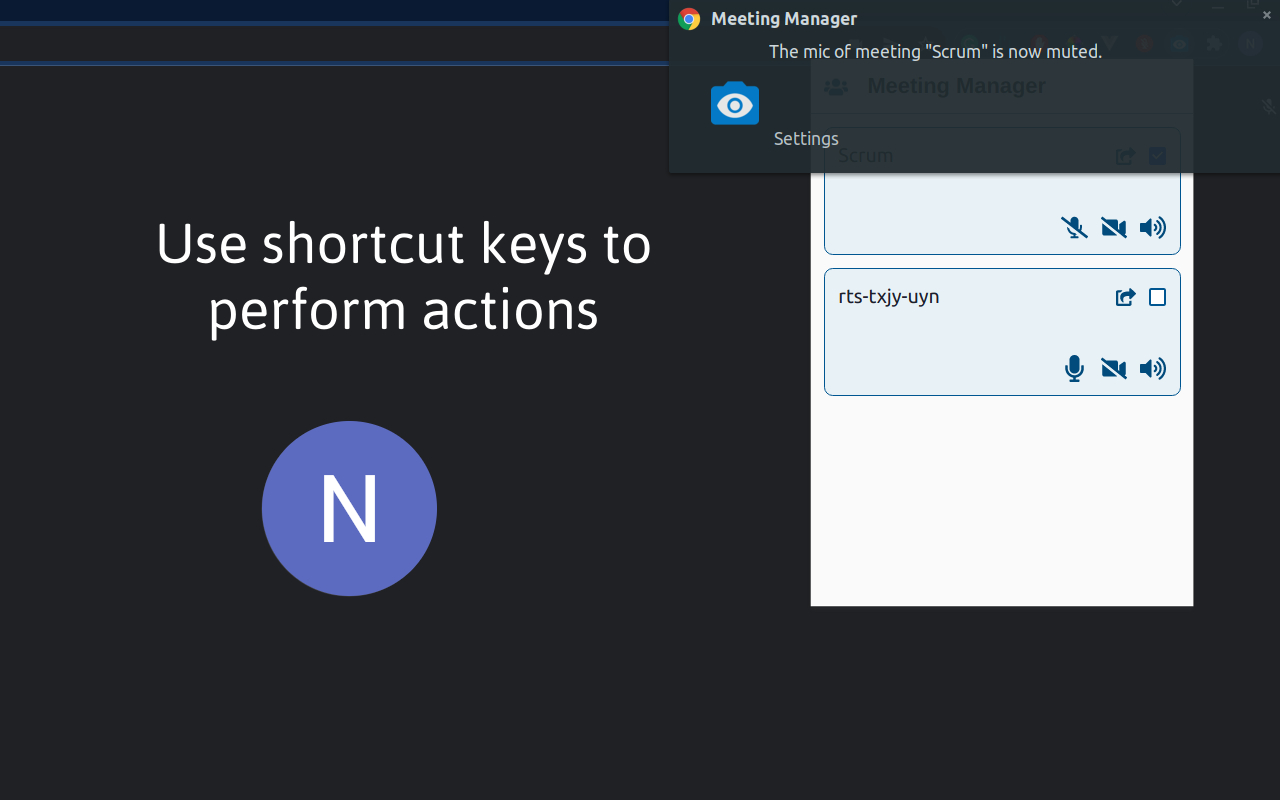 Meeting Manager
The mic of meeting "Scrum" is now muted.
Meeting Manager
Settings
Scrum
Use shortcut keys to
perform actions
rts-txjy-uyn
N
N